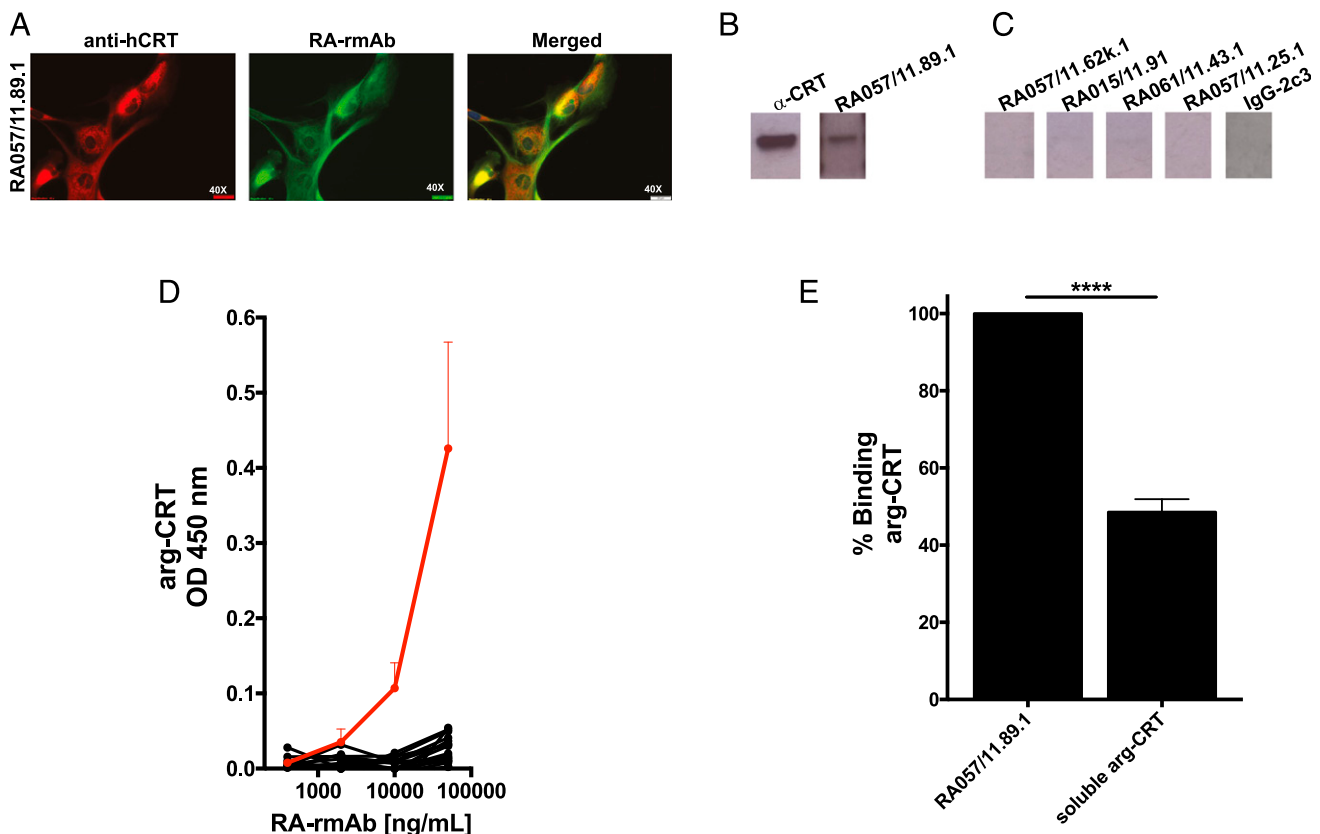 A
anti-hCRT
RA-rmAb
Merged
RA057/11.89.1
40X
40X
40X
B
α-CRT
RA057/11.89.1
C
RA057/11.62k.1
RA015/11.91
RA061/11.43.1
RA057/11.25.1
IgG-2c3
D
arg-CRT
OD 450 nm
0.6
0.5
0.4
0.3
0.2
0.1
0.0
1000
10000
100000
RA-rmAb [ng/mL]
E
****
% Binding
arg-CRT
100
80
60
40
20
0
RA057/11.89.1
soluble arg-CRT